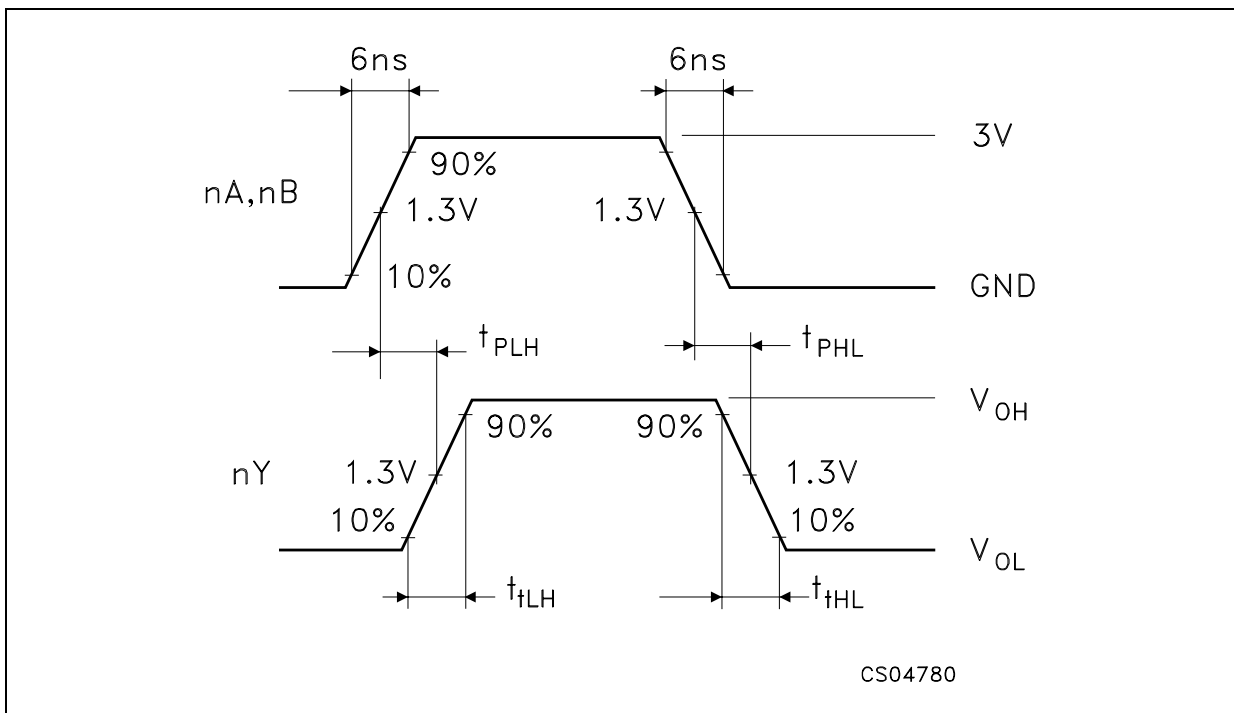 6ns 6ns
3V
90%
nA,nB
1.3V 1.3V
10%
GND
tPLH tPHL
VOH
90% 90%
nY 1.3V 1.3V
10% 10%
VOL
ttLH ttHL
CS04780